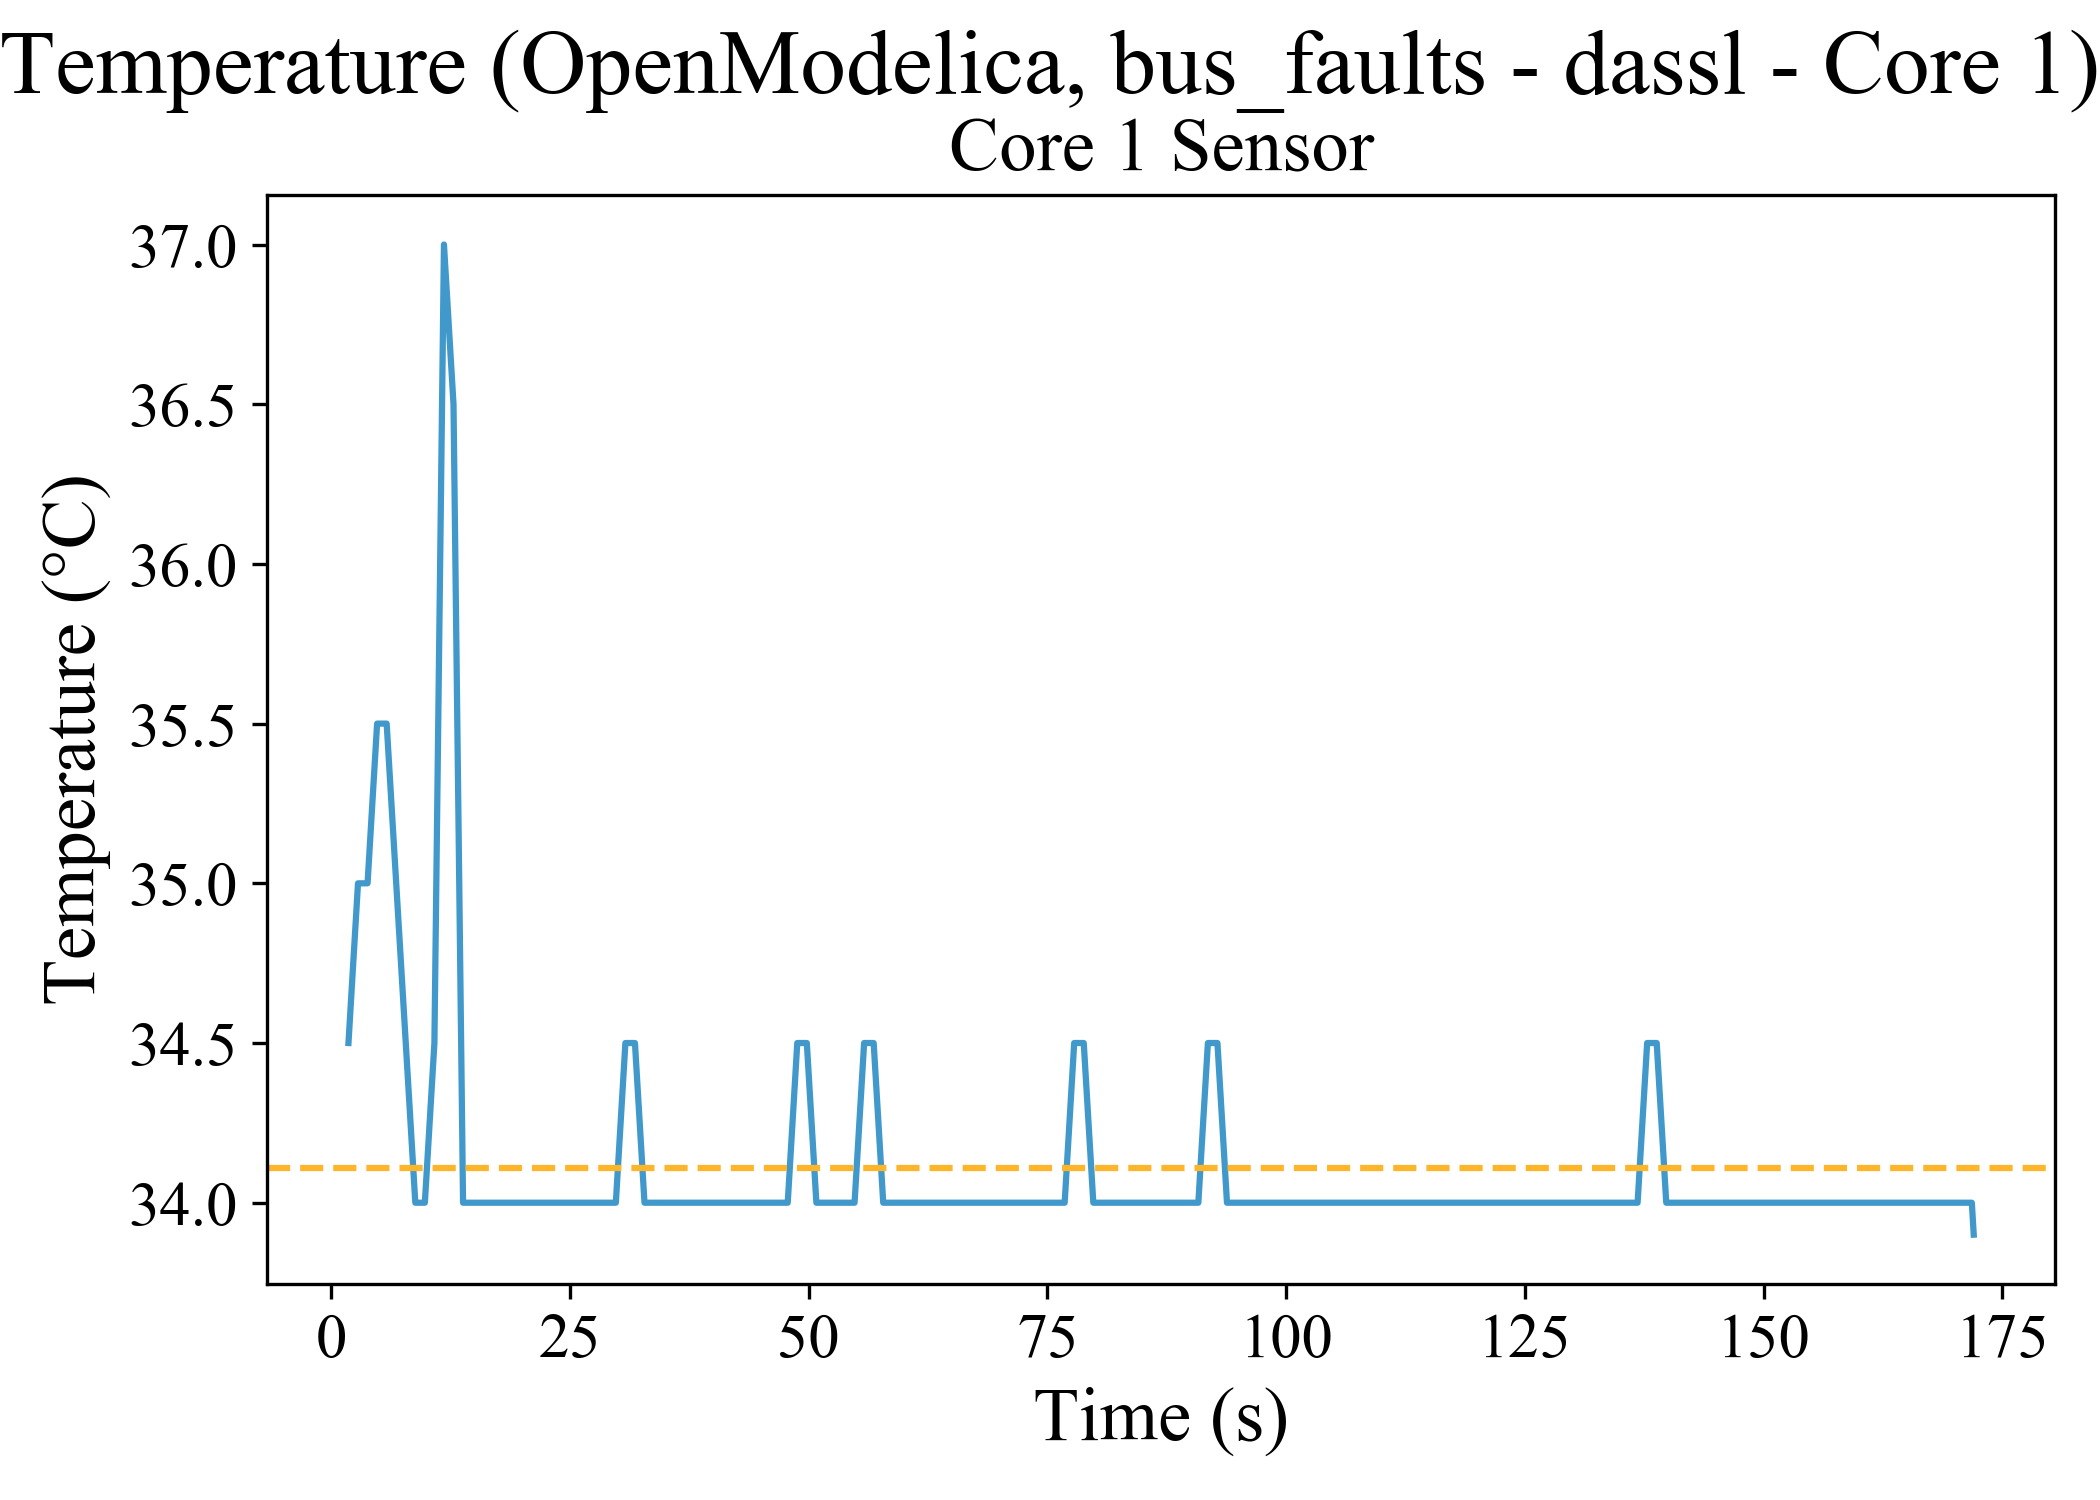 Temperature (OpenModelica, bus_faults - dassl - Core 1)
Core 1 Sensor
Temperature (°C)
37.0
36.5
36.0
35.5
35.0
34.5
34.0
0 25 50 75 100 125 150 175
Time (s)